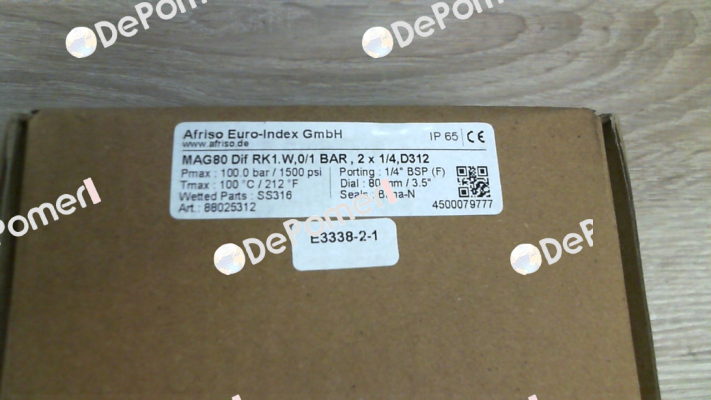 DePomerl
DePomerl
Afriso Euro-Index GmbH
www.afriso.de
IP 65 CE
MAG80 Dif RK1.W,0/1 BAR , 2 x 1/4,D312
Pmax : 100.0 bar / 1500 psi
Porting : 1/4" BSP (F)
Tmax : 100 °C / 212 °F
Dial : 80 mm / 3.5"
Wetted Parts : SS316
Seals : Buna-N
Art.: 88025312
4500079777
E3338-2-1
DePomerl
DePomerl
DePomerl